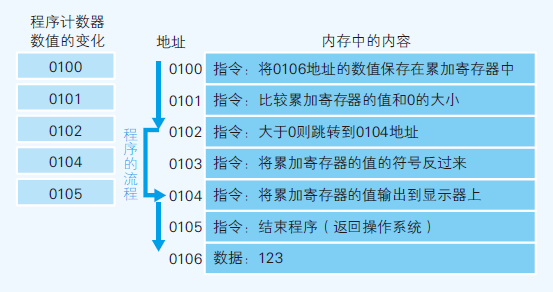 程序计数器
数值的变化
0100
0101
0102
0104
0105
程序的流程
地址
内存中的内容
0100 指令：将0106地址的数值保存在累加寄存器中
0101 指令：比较累加寄存器的值和0的大小
0102 指令：大于0则跳转到0104地址
0103 指令：将累加寄存器的值的符号反过来
0104 指令：将累加寄存器的值输出到显示器上
0105 指令：结束程序（返回操作系统）
0106 数据：123